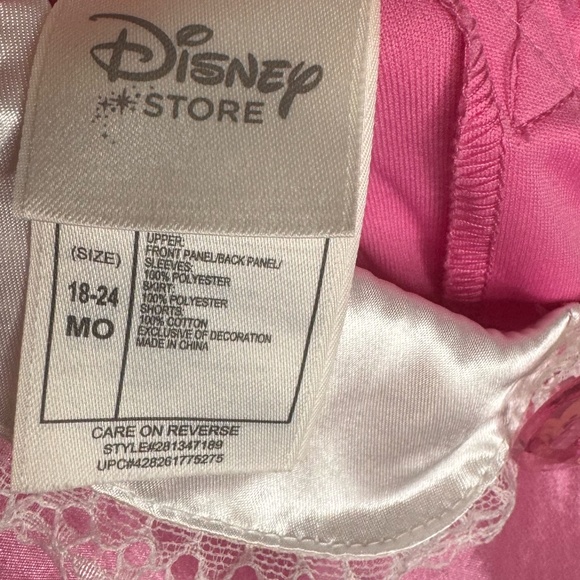 Disney
STORE
(SIZE)
18-24
MO
UPPER:
FRONT PANEL/BACK PANEL/
SLEEVES:
100% POLYESTER
SKIRT:
100% POLYESTER
SHORTS:
100% COTTON
EXCLUSIVE OF DECORATION
MADE IN CHINA
CARE ON REVERSE
STYLE#281347189
UPC#428261775275